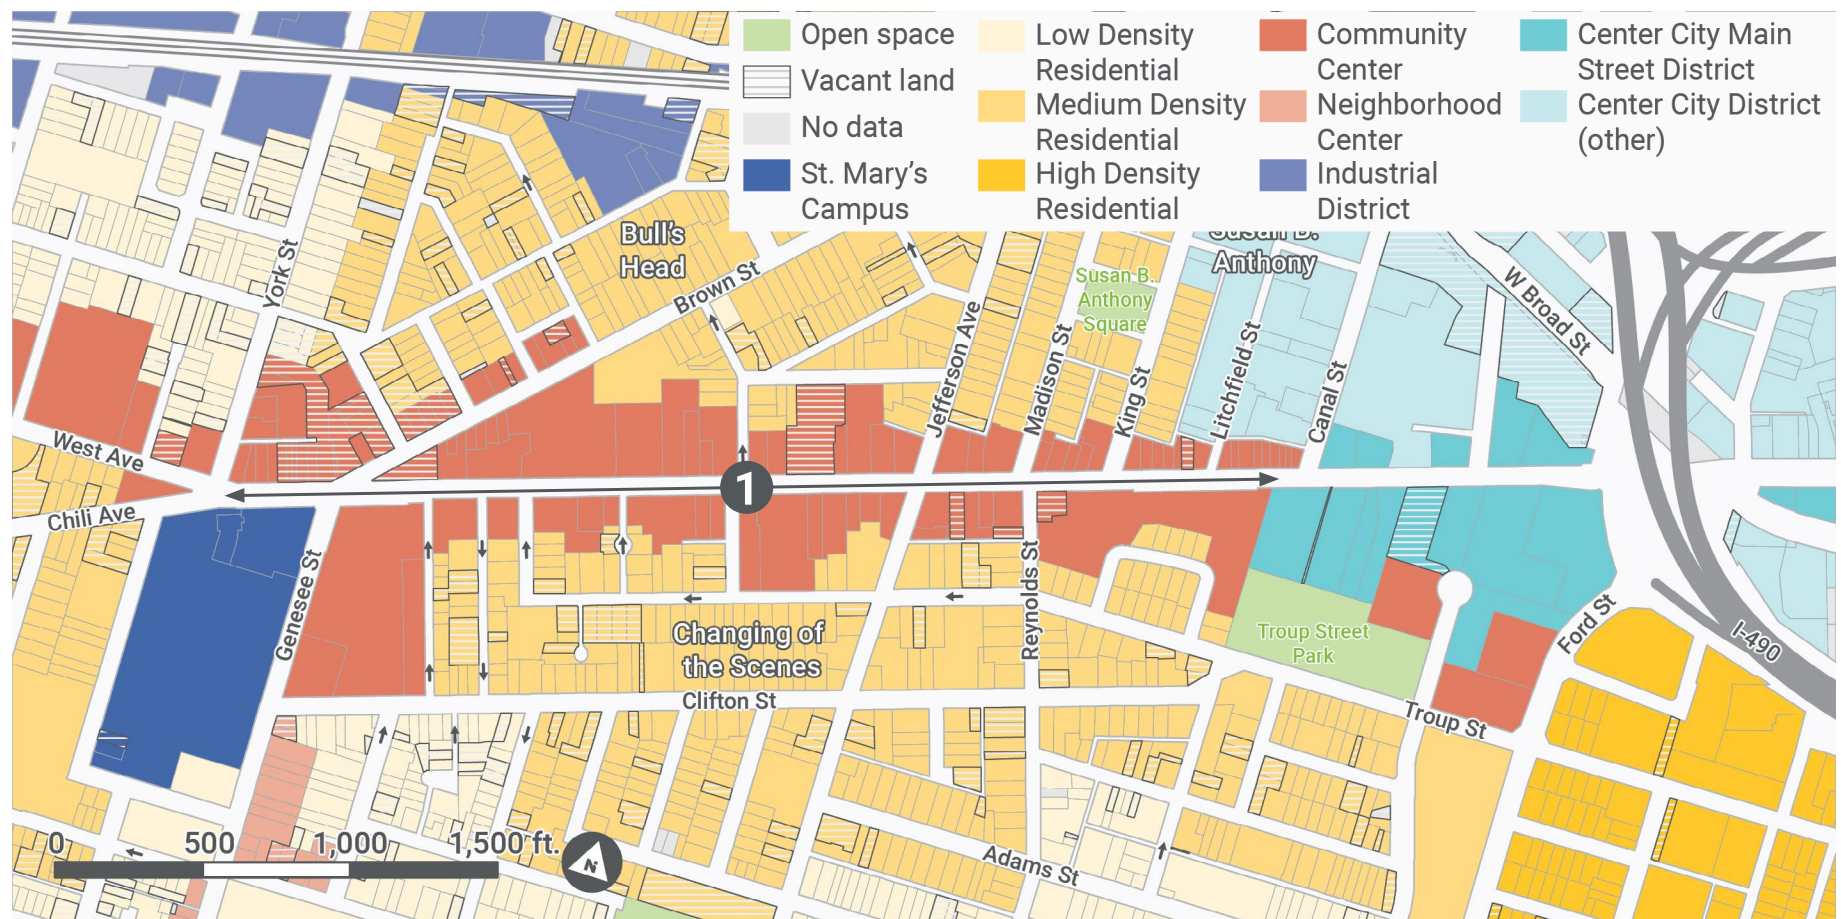 Open space
Vacant land
No data
St. Mary's
Campus
Low Density
Residential
Medium Density
Residential
High Density
Residential
Community
Center
Neighborhood
Center
Industrial
District
Center City Main
Street District
Center City District
(other)
Bull's
Head
Brown St
York St
Susan B.
Anthony
Susan B.
Anthony
Square
W Broad St
Jefferson Ave
Madison St
King St
Litchfield St
Canal St
West Ave
Chili Ave
1
Genesee St
Reynolds St
Changing of
the Scenes
Clifton St
Troup Street
Park
Ford St
I-490
Troup St
Adams St
0 500 1,000 1,500 ft.
N